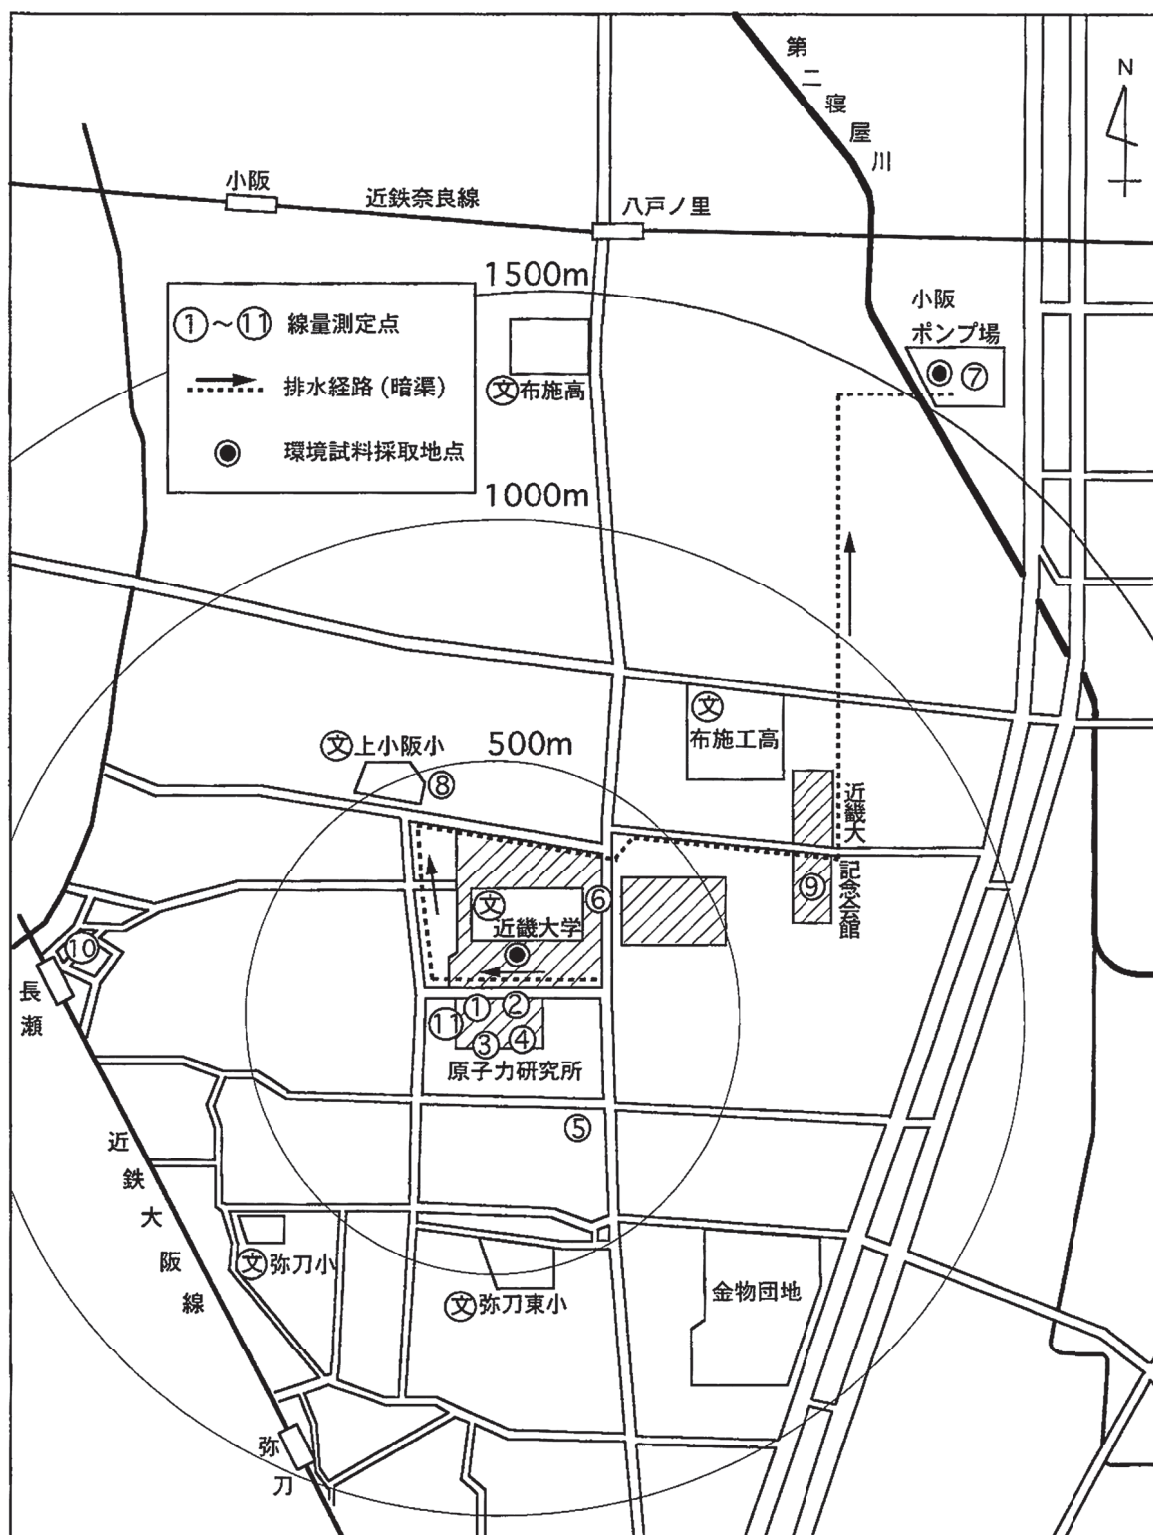 第二寝屋川
N
小阪
近鉄奈良線
八戸ノ里
1500m
小阪
ポンプ場
⑦
①～⑪ 線量測定点
排水経路（暗渠）
環境試料採取地点
文布施高
1000m
文
布施工高
文上小阪小
500m
⑧
近畿大
記念会館
⑨
⑥
文
近畿大学
⑩
長瀬
①
②
⑪
③
④
原子力研究所
⑤
近鉄大阪線
文弥刀小
文弥刀東小
金物団地
弥刀